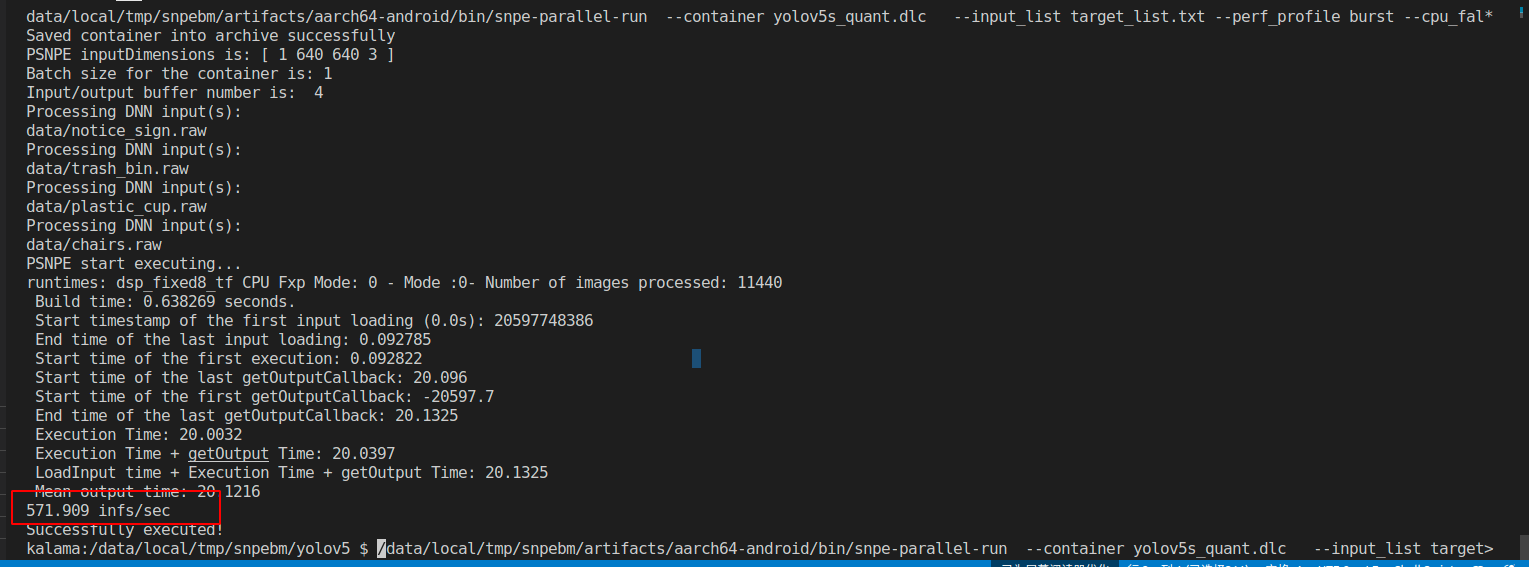 data/local/tmp/snpebm/artifacts/aarch64-android/bin/snpe-parallel-run  --container yolov5s_quant.dlc   --input_list target_list.txt --perf_profile burst --cpu_fal*
Saved container into archive successfully
PSNPE inputDimensions is: [ 1 640 640 3 ]
Batch size for the container is: 1
Input/output buffer number is:  4
Processing DNN input(s):
data/notice_sign.raw
Processing DNN input(s):
data/trash_bin.raw
Processing DNN input(s):
data/plastic_cup.raw
Processing DNN input(s):
data/chairs.raw
PSNPE start executing...
runtimes: dsp_fixed8_tf CPU Fxp Mode: 0 - Mode :0- Number of images processed: 11440
Build time: 0.638269 seconds.
Start timestamp of the first input loading (0.0s): 20597748386
End time of the last input loading: 0.092785
Start time of the first execution: 0.092822
Start time of the last getOutputCallback: 20.096
Start time of the first getOutputCallback: -20597.7
End time of the last getOutputCallback: 20.1325
Execution Time: 20.0032
Execution Time + getOutput Time: 20.0397
LoadInput time + Execution Time + getOutput Time: 20.1325
Mean output time: 20.1216
571.909 infs/sec
Successfully executed!
kalama:/data/local/tmp/snpebm/yolov5 $ /data/local/tmp/snpebm/artifacts/aarch64-android/bin/snpe-parallel-run  --container yolov5s_quant.dlc   --input_list target>